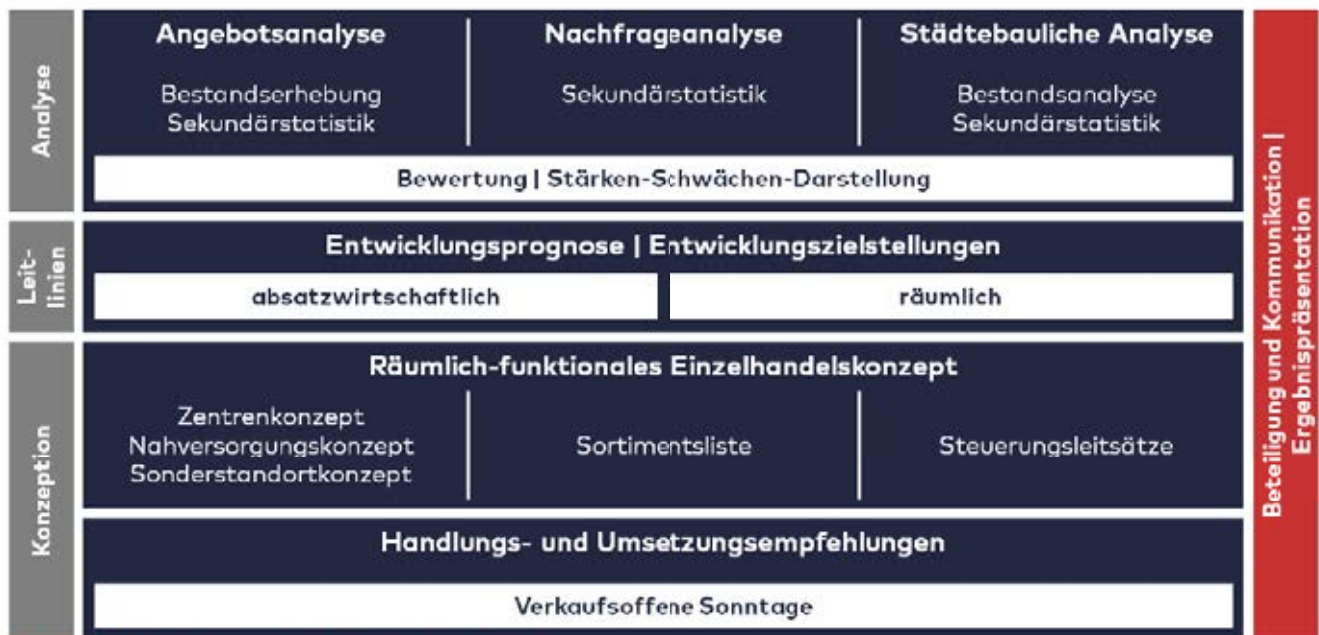 Analyse
Angebotsanalyse
Bestandserhebung
Sekundärstatistik
Nachfrageanalyse
Sekundärstatistik
Städtebauliche Analyse
Bestandsanalyse
Sekundärstatistik
Bewertung | Stärken-Schwächen-Darstellung
Leit-
linien
Entwicklungsprognose | Entwicklungszielstellungen
absatzwirtschaftlich
räumlich
Konzeption
Räumlich-funktionales Einzelhandelskonzept
Zentrenkonzept
Nahversorgungskonzept
Sonderstandortkonzept
Sortimentsliste
Steuerungsleitsätze
Handlungs- und Umsetzungsempfehlungen
Verkaufsoffene Sonntage
Beteiligung und Kommunikation |
Ergebnispräsentation